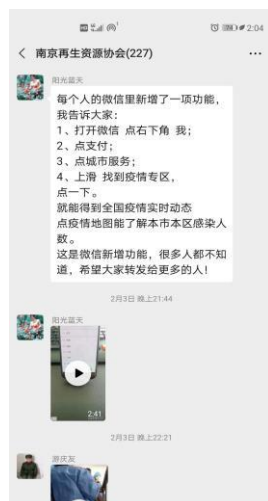 2:04
南京再生资源协会(227)
阳光蓝天
每个人的微信里新增了一项功能，
我告诉大家：
1、打开微信 点右下角 我；
2、点支付；
3、点城市服务；
4、上滑 找到疫情专区，
点一下。
就能得到全国疫情实时动态
点疫情地图能了解本市本区感染人
数。
这是微信新增功能，很多人都不知
道，希望大家转发给更多的人！
2月3日 晚上21:44
阳光蓝天
2:41
2月3日 晚上22:21
游庆友